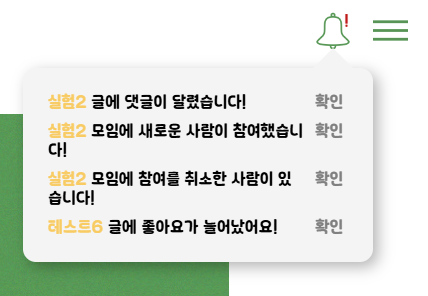 !
실험2 글에 댓글이 달렸습니다! 확인
실험2 모임에 새로운 사람이 참여했습니 확인
다!
실험2 모임에 참여를 취소한 사람이 있 확인
습니다!
테스트6 글에 좋아요가 늘어났어요! 확인